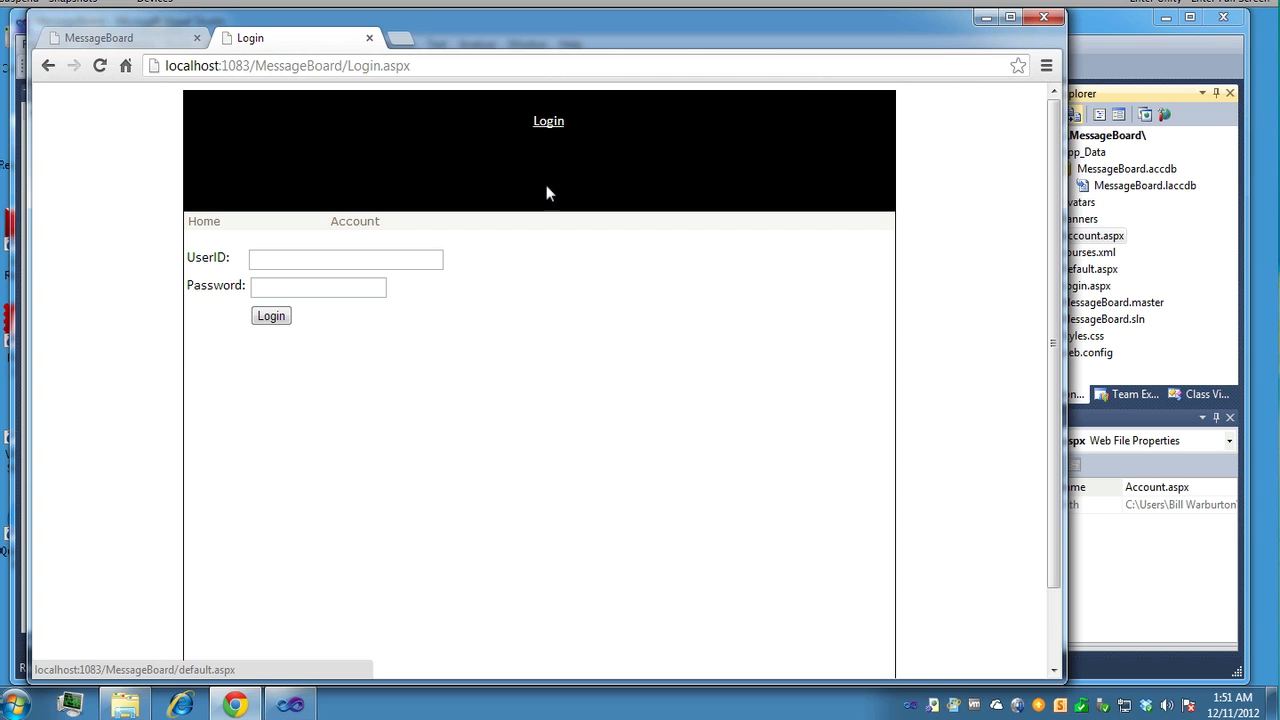 MessageBoard
Login
localhost:1083/MessageBoard/Login.aspx
Login
Home Account
UserID:
Password:
Login
localhost:1083/MessageBoard/default.aspx
plorer
MessageBoard\
pp_Data
MessageBoard.accdb
MessageBoard.laccdb
vatars
anners
ccount.aspx
ourses.xml
efault.aspx
ogin.aspx
essageBoard.master
essageBoard.sln
yles.css
eb.config
n... Team Ex... Class Vi...
spx Web File Properties
me Account.aspx
th C:\Users\Bill Warburton\
1:51 AM
12/11/2012